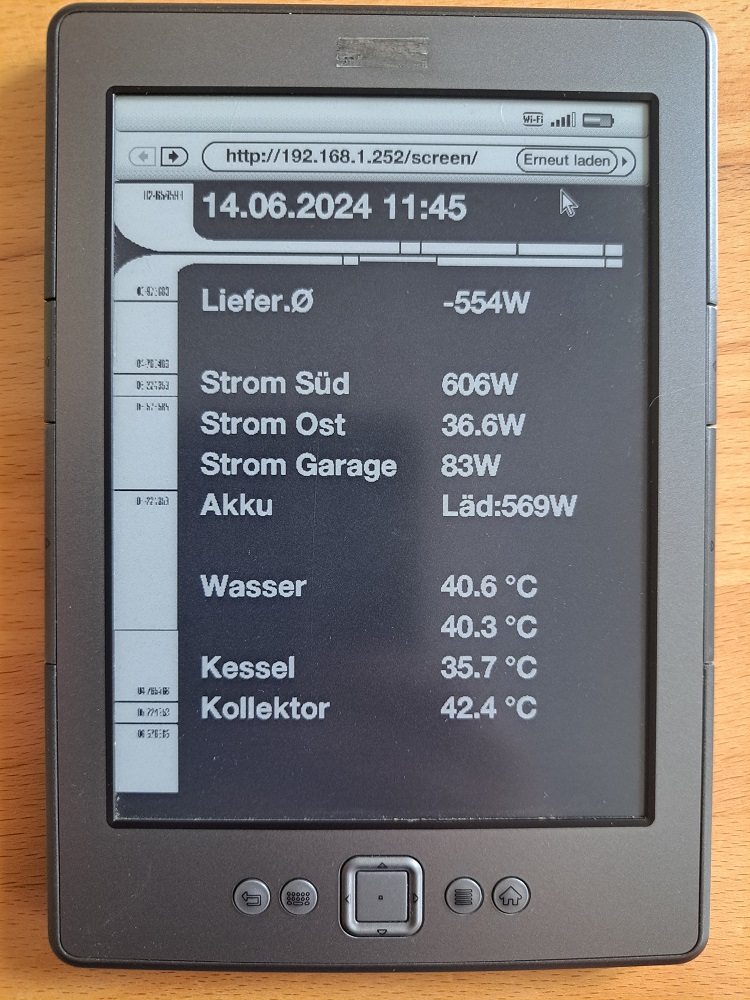 Wi-Fi
http://192.168.1.252/screen/ Erneut laden
14.06.2024 11:45
Liefer.Ø -554W
Strom Süd 606W
Strom Ost 36.6W
Strom Garage 83W
Akku Läd:569W
Wasser 40.6 °C
40.3 °C
Kessel 35.7 °C
Kollektor 42.4 °C